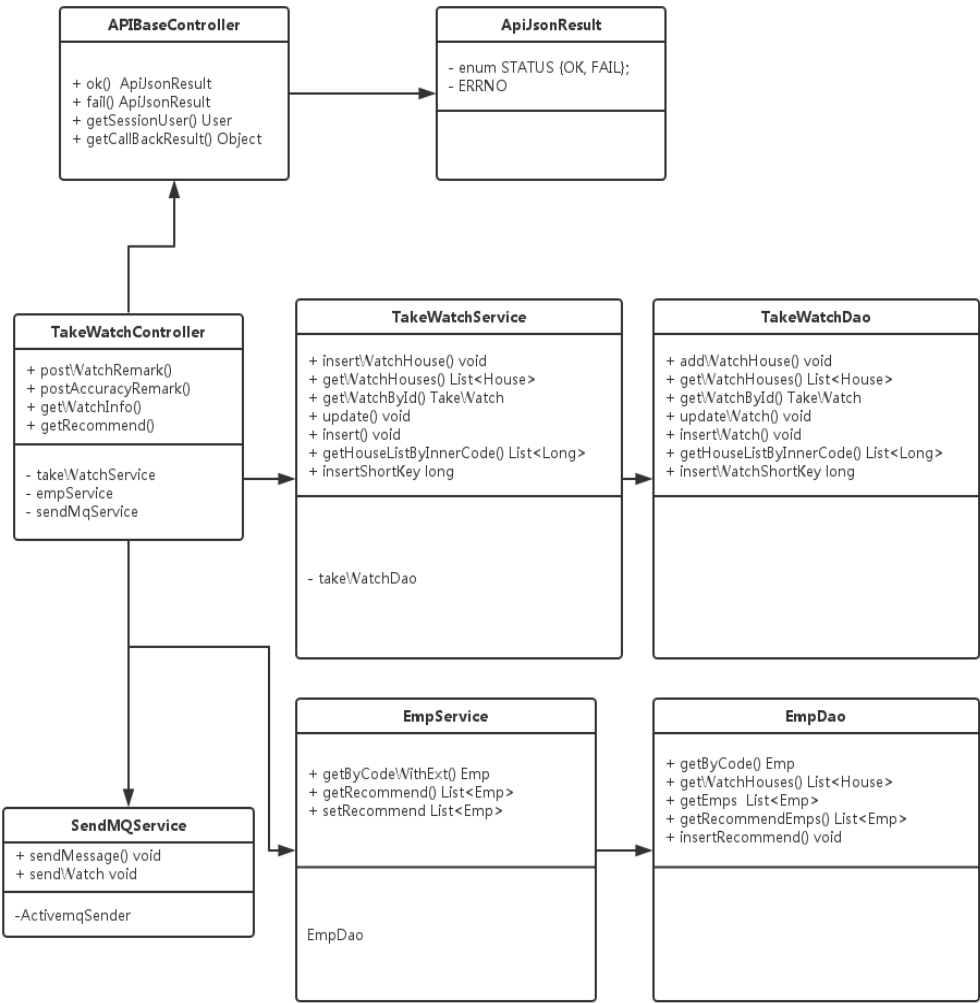 APIBaseController
+ ok()  ApiJsonResult
+ fail() ApiJsonResult
+ getSessionUser() User
+ getCallBackResult() Object
ApiJsonResult
- enum STATUS {OK, FAIL};
- ERRNO
TakeWatchController
+ postWatchRemark()
+ postAccuracyRemark()
+ getWatchInfo()
+ getRecommend()
- takeWatchService
- empService
- sendMqService
TakeWatchService
+ insertWatchHouse() void
+ getWatchHouses() List<House>
+ getWatchById() TakeWatch
+ update() void
+ insert() void
+ getHouseListByInnerCode() List<Long>
+ insertShortKey long
- takeWatchDao
TakeWatchDao
+ addWatchHouse() void
+ getWatchHouses() List<House>
+ getWatchById() TakeWatch
+ updateWatch() void
+ insertWatch() void
+ getHouseListByInnerCode() List<Long>
+ insertWatchShortKey long
SendMQService
+ sendMessage() void
+ sendWatch void
-ActivemqSender
EmpService
+ getByCodeWithExt() Emp
+ getRecommend() List<Emp>
+ setRecommend List<Emp>
EmpDao
EmpDao
+ getByCode() Emp
+ getWatchHouses() List<House>
+ getEmps  List<Emp>
+ getRecommendEmps() List<Emp>
+ insertRecommend() void